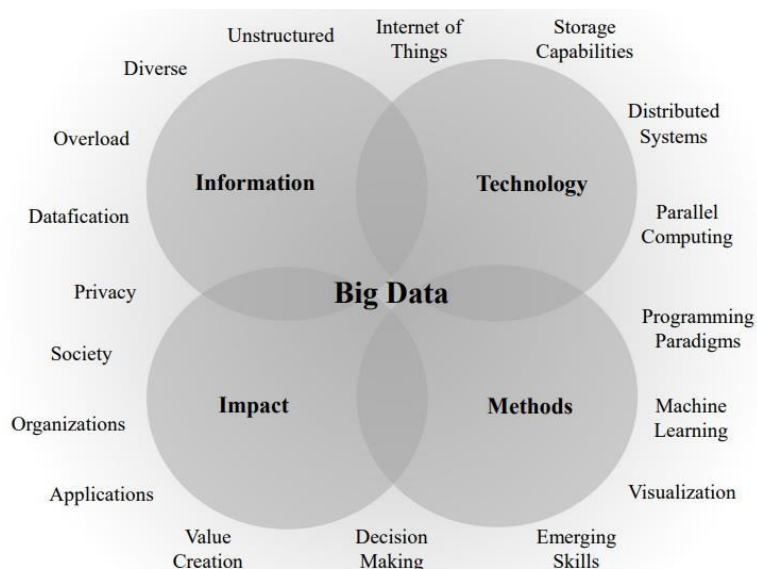 Unstructured
Internet of
Things
Storage
Capabilities
Diverse
Overload
Distributed
Systems
Information
Technology
Datafication
Parallel
Computing
Privacy
Big Data
Programming
Paradigms
Society
Impact
Methods
Organizations
Machine
Learning
Applications
Visualization
Value
Creation
Decision
Making
Emerging
Skills